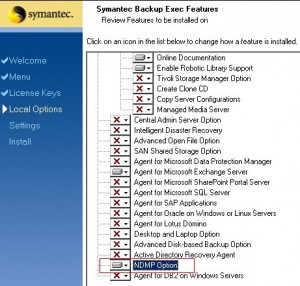 symantec.
Symantec Backup Exec Features
Review Features to be installed on
Click on an icon in the list below to change how a feature is installed.
Welcome
Menu
License Keys
Local Options
Settings
Install
Online Documentation
Enable Robotic Library Support
Tivoli Storage Manager Option
Create Clone CD
Copy Server Configurations
Managed Media Server
Central Admin Server Option
Intelligent Disaster Recovery
Advanced Open File Option
SAN Shared Storage Option
Agent for Microsoft Data Protection Manager
Agent for Microsoft Exchange Server
Agent for Microsoft SharePoint Portal Server
Agent for Microsoft SQL Server
Agent for SAP Applications
Agent for Oracle on Windows or Linux Servers
Agent for Lotus Domino
Desktop and Laptop Option
Advanced Disk-based Backup Option
Active Directory Recovery Agent
NDMP Option
Agent for DB2 on Windows Servers